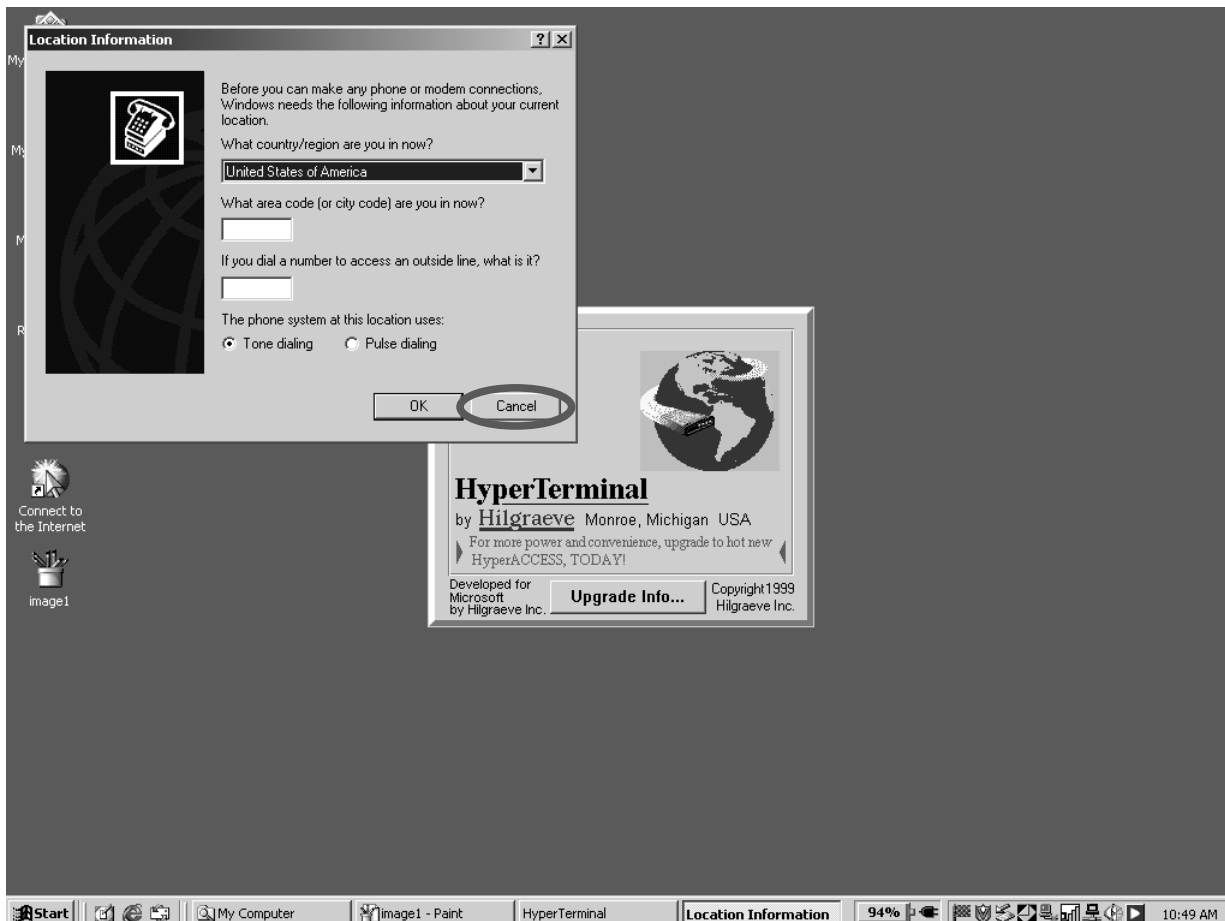 Location Information
My
Before you can make any phone or modem connections,
Windows needs the following information about your current
location.
What country/region are you in now?
My
United States of America
What area code (or city code) are you in now?
M
If you dial a number to access an outside line, what is it?
R
The phone system at this location uses:
Tone dialing
Pulse dialing
OK
Cancel
Connect to
the Internet
image1
HyperTerminal
by Hilgraeve Monroe, Michigan USA
For more power and convenience, upgrade to hot new
HyperACCESS, TODAY!
Developed for
Microsoft
by Hilgraeve Inc.
Upgrade Info...
Copyright1999
Hilgraeve Inc.
Start
My Computer
image1 - Paint
HyperTerminal
Location Information
94%
10:49 AM